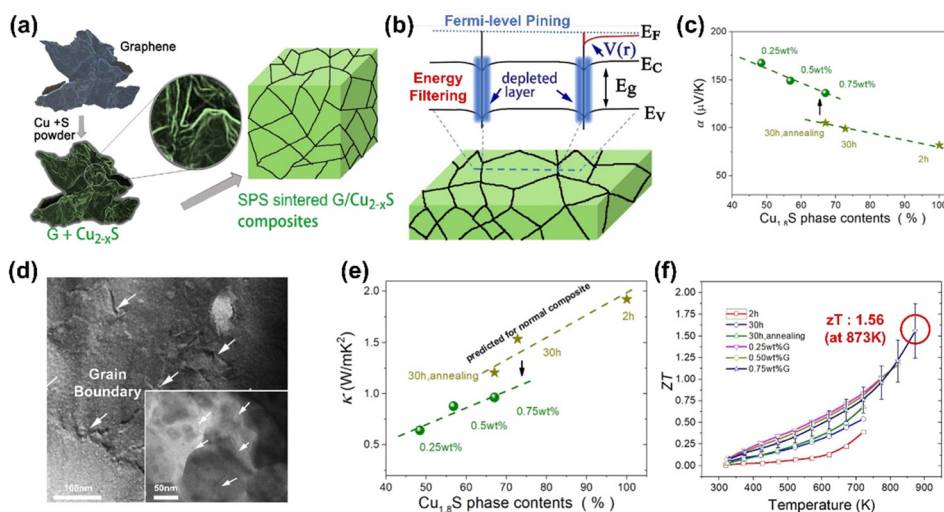 (a)
Graphene
Cu +S
powder
G + Cu2-xS
SPS sintered G/Cu2-xS
composites
(b)
Fermi-level Pining
EF
V(r)
EC
Energy
Filtering
depleted
layer
Eg
EV
(c)
α (μV/K)
200
150
100
50
0.25wt%
0.5wt%
0.75wt%
30h,annealing
30h
2h
40 50 60 70 80 90 100
Cu1.8S phase contents ( % )
(d)
Grain
Boundary
100nm
50nm
(e)
κ (W/mK2)
2.0
1.5
1.0
0.5
predicted for normal composite
2h
30h
30h,annealing
0.75wt%
0.5wt%
0.25wt%
40 50 60 70 80 90 100
Cu1.8S phase contents ( % )
(f)
ZT
2.00
1.75
1.50
1.25
1.00
0.75
0.50
0.25
0.00
2h
30h
30h,annealing
0.25wt%G
0.50wt%G
0.75wt%G
zT : 1.56
(at 873K)
300 400 500 600 700 800 900 1000
Temperature (K)